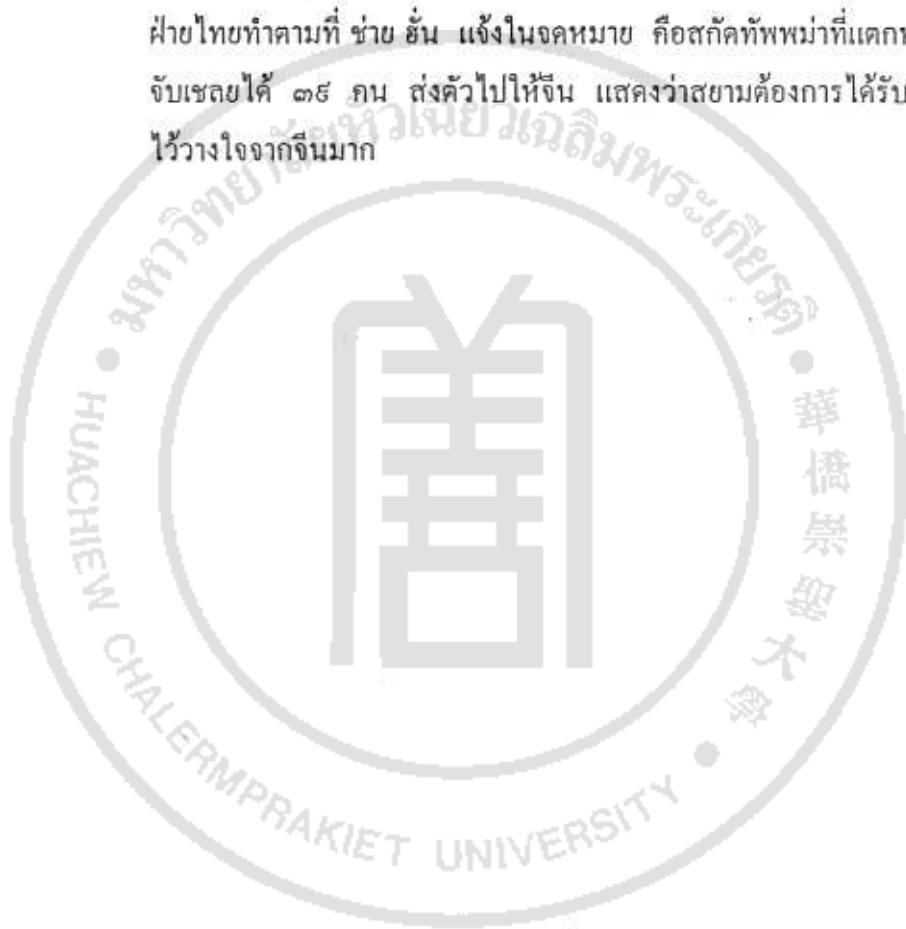 ฝ่ายไทยทำตามที่ ช่าย ฮั่น แจ้งในจดหมาย คือสกัดทัพพม่าที่แตก
จับเชลยได้ ๓๙ คน ส่งตัวไปให้จีน แสดงว่าสยามต้องการได้รับ
ไว้วางใจจากจีนมาก
มหาวิทยาลัยหัวเฉียวเฉลิมพระเกียรติ
華僑崇聖大學
HUACHIEW CHALERMPRAKIET UNIVERSITY